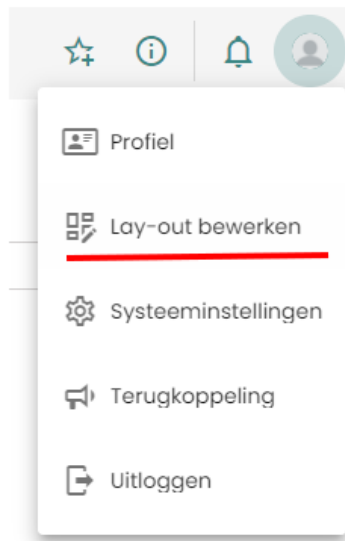 Profiel
Lay-out bewerken
Systeeminstellingen
Terugkoppeling
Uitloggen